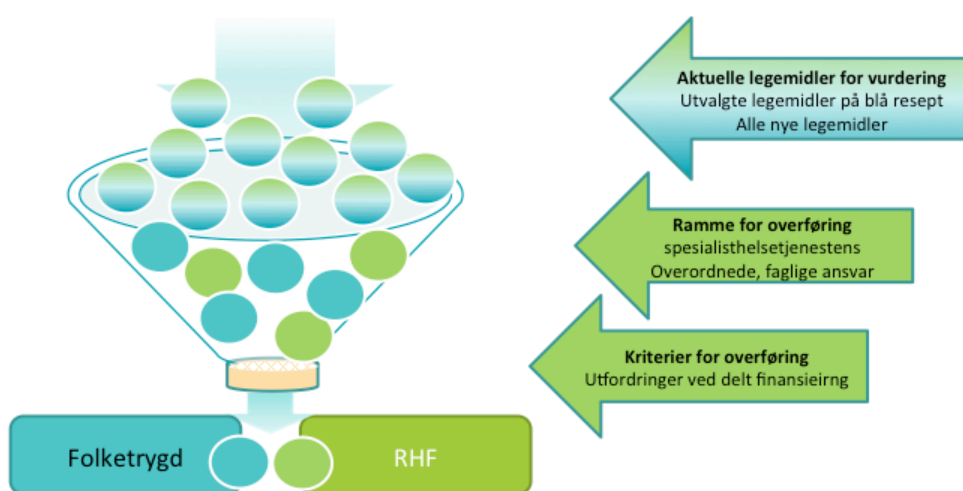 Aktuelle legemidler for vurdering
Utvalgte legemidler på blå resept
Alle nye legemidler
Ramme for overføring
spesialisthelsetjenestens
Overordnede, faglige ansvar
Kriterier for overføring
Utfordringer ved delt finansieirng
Folketrygd
RHF